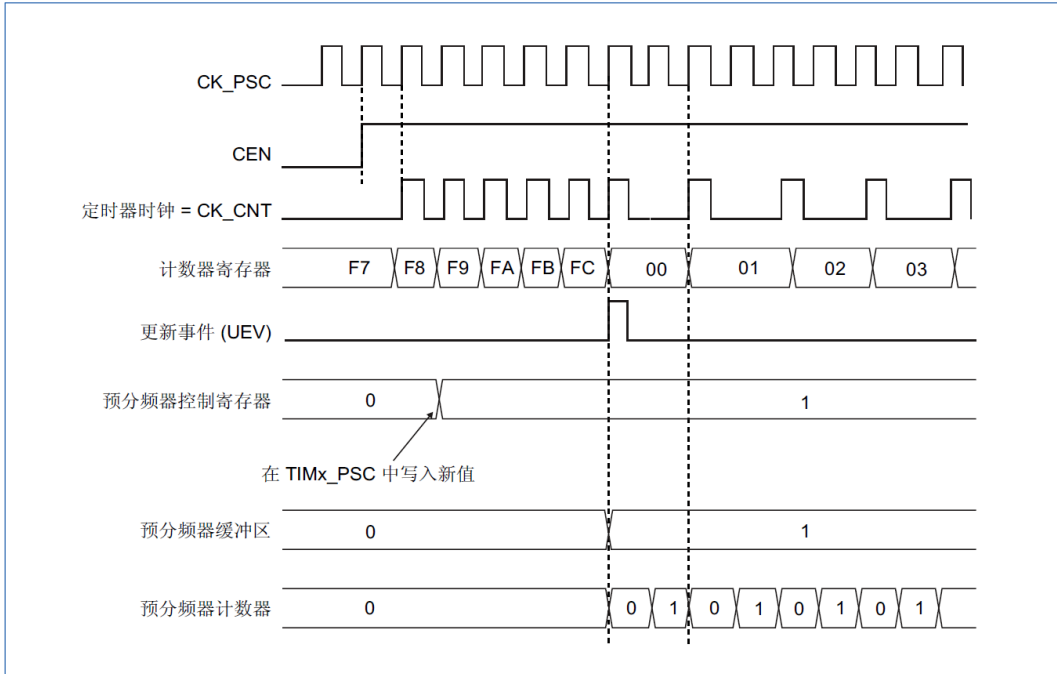 CK_PSC
CEN
定时器时钟 = CK_CNT
计数器寄存器 F7 F8 F9 FA FB FC 00 01 02 03
更新事件 (UEV)
预分频器控制寄存器 0 1
在 TIMx_PSC 中写入新值
预分频器缓冲区 0 1
预分频器计数器 0 0 1 0 1 0 1 0 1